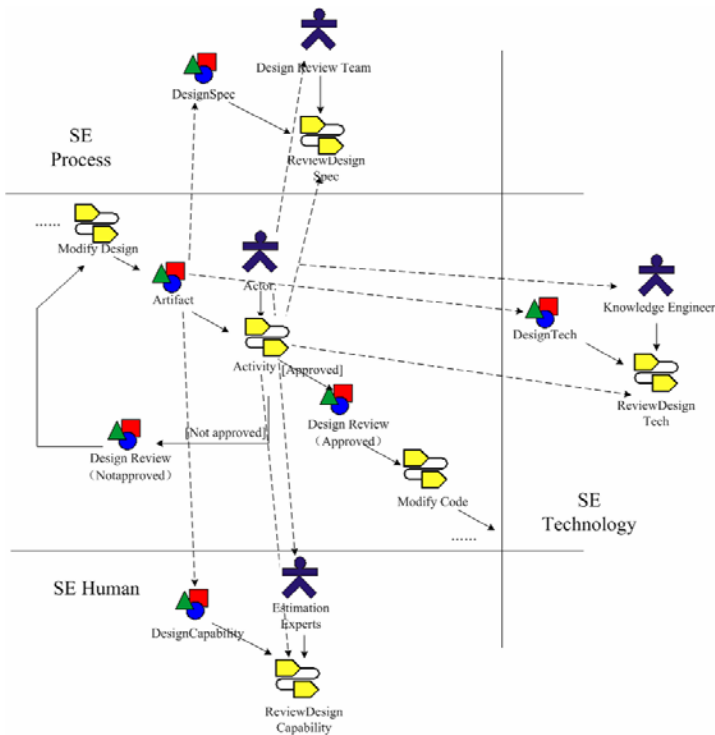 Design Review Team
DesignSpec
SE
Process
ReviewDesign
Spec
......
Modify Design
Artifact
Actor
Knowledge Engineer
DesignTech
Activity
[Approved]
ReviewDesign
Tech
Design Review
（Approved）
[Not approved]
Design Review
（Notapproved）
Modify Code
SE
Technology
......
SE Human
Estimation
Experts
DesignCapability
ReviewDesign
Capability